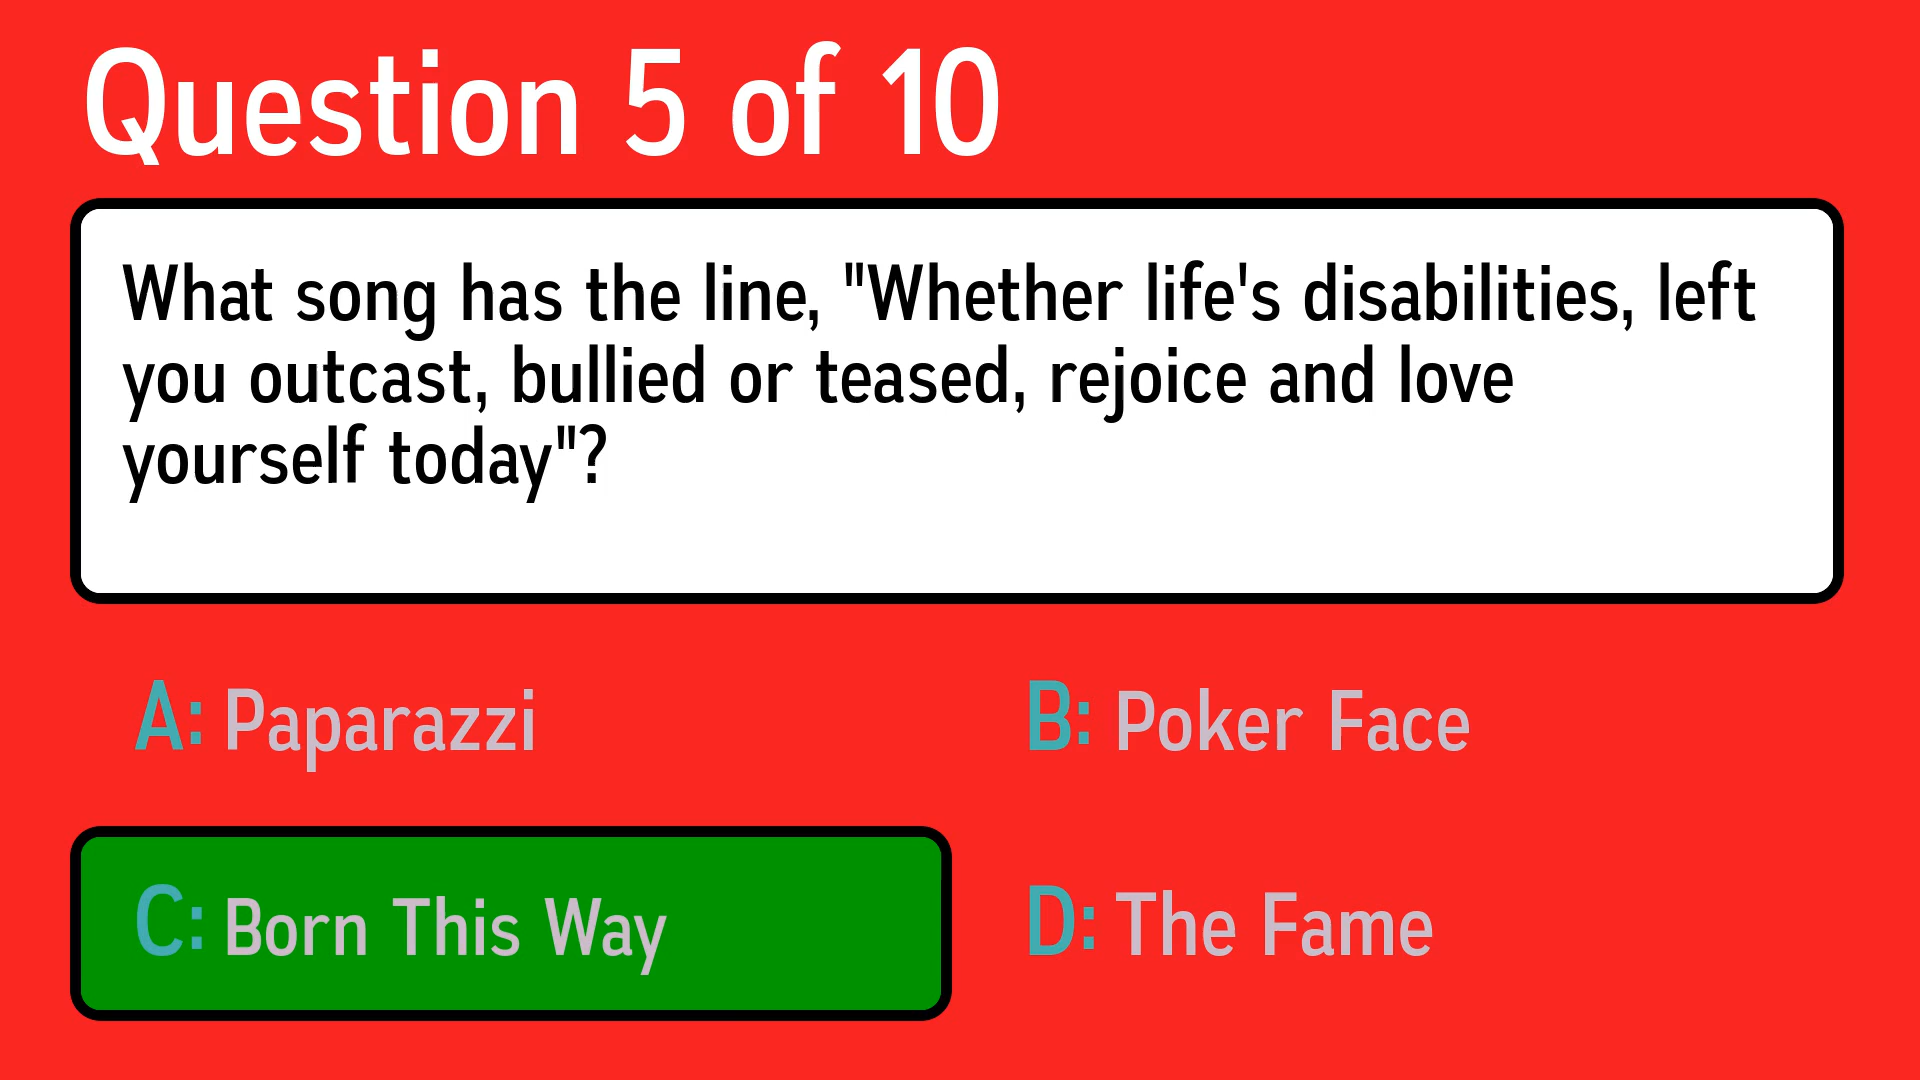 Question 5 of 10
What song has the line, "Whether life's disabilities, left
you outcast, bullied or teased, rejoice and love
yourself today"?
A: Paparazzi
B: Poker Face
C: Born This Way
D: The Fame